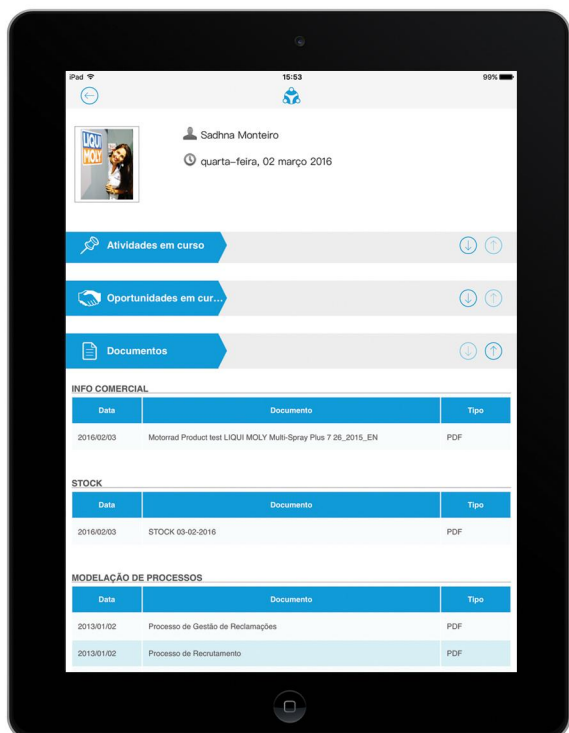 iPad 15:53 99%
LIQUI
MOLY
Sadhna Monteiro
quarta-feira, 02 março 2016
Atividades em curso
Oportunidades em cur...
Documentos
INFO COMERCIAL
Data Documento Tipo
2016/02/03 Motorrad Product test LIQUI MOLY Multi-Spray Plus 7 26_2015_EN PDF
STOCK
Data Documento Tipo
2016/02/03 STOCK 03-02-2016 PDF
MODELAÇÃO DE PROCESSOS
Data Documento Tipo
2013/01/02 Processo de Gestão de Reclamações PDF
2013/01/02 Processo de Recrutamento PDF